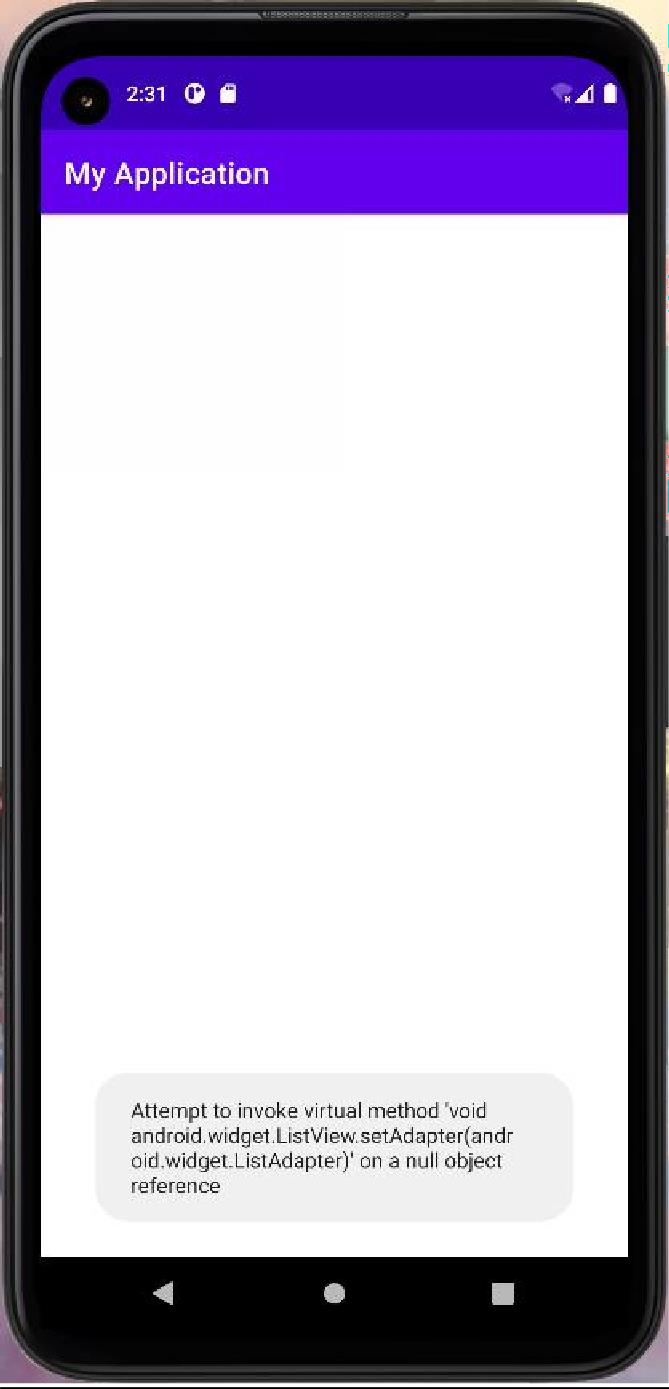 2:31
My Application
Attempt to invoke virtual method 'void
android.widget.ListView.setAdapter(andr
oid.widget.ListAdapter)' on a null object
reference